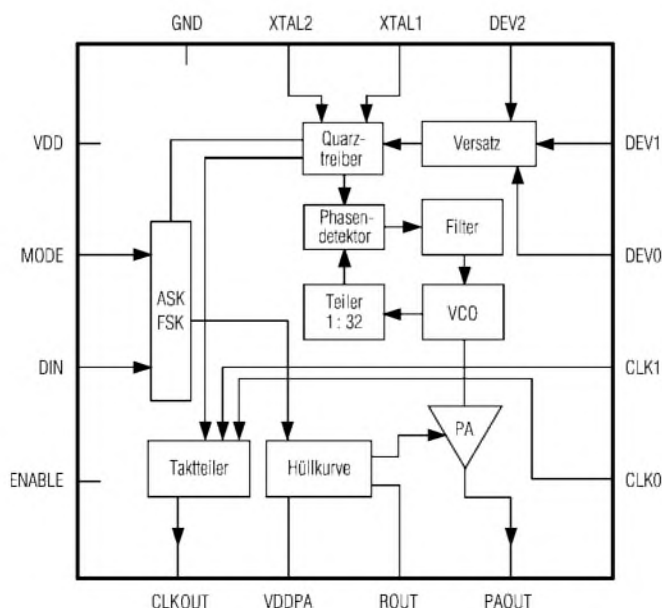 GND
XTAL2
XTAL1
DEV2
VDD
Quarz-
treiber
Versatz
DEV1
MODE
Phasen-
detektor
Filter
DEV0
ASK
FSK
Teiler
1 : 32
VCO
DIN
CLK1
PA
ENABLE
Taktteiler
Hüllkurve
CLK0
CLKOUT
VDDPA
ROUT
PAOUT